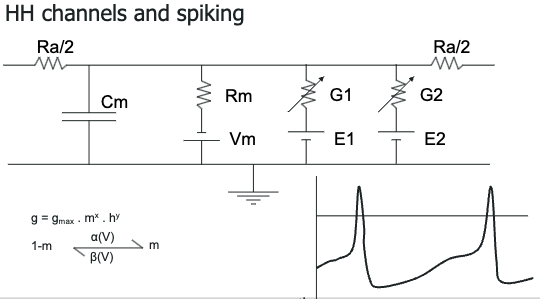 HH channels and spiking
Ra/2 Ra/2
Cm Rm G1 G2
Vm E1 E2
g = gmax . mˣ . hʸ
α(V)
1-m m
β(V)